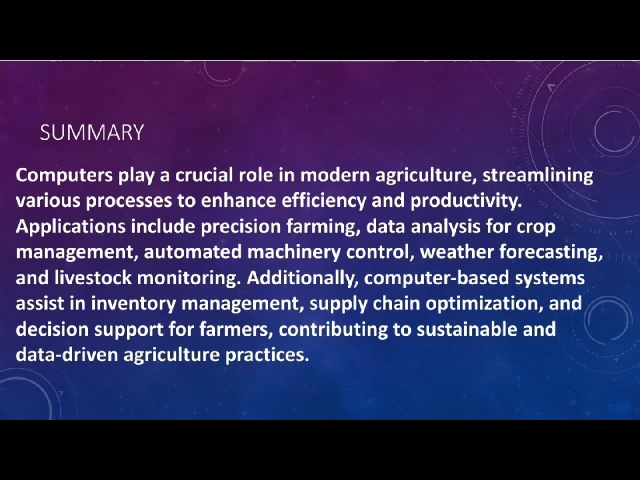 SUMMARY
Computers play a crucial role in modern agriculture, streamlining
various processes to enhance efficiency and productivity.
Applications include precision farming, data analysis for crop
management, automated machinery control, weather forecasting,
and livestock monitoring. Additionally, computer-based systems
assist in inventory management, supply chain optimization, and
decision support for farmers, contributing to sustainable and
data-driven agriculture practices.